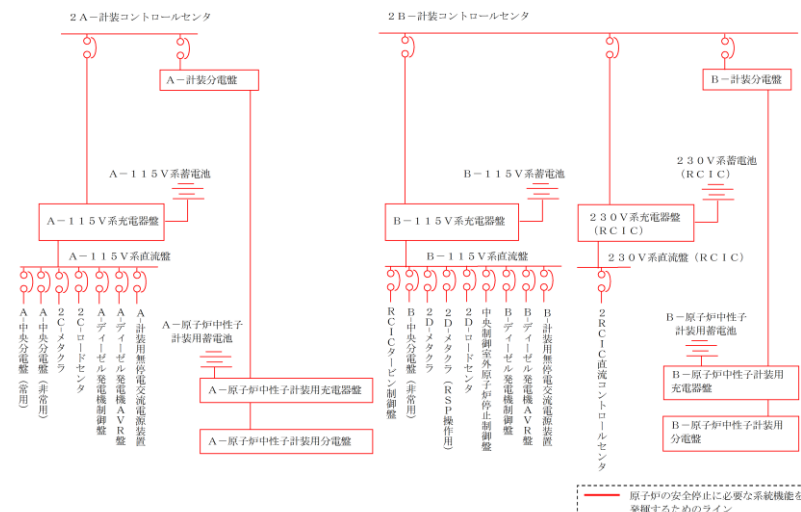 2A－計装コントロールセンタ
2B－計装コントロールセンタ
A－計装分電盤
B－計装分電盤
A－115V系蓄電池
B－115V系蓄電池
230V系蓄電池
（RCIC）
A－115V系充電器盤
B－115V系充電器盤
230V系充電器盤
（RCIC）
A－115V系直流盤
B－115V系直流盤
230V系直流盤（RCIC）
A-中央分電盤（常用）
A-中央分電盤（非常用）
2C-メタクラ
2C-ロードセンタ
A-ディーゼル発電機制御盤
A-ディーゼル発電機AVR盤
A-計装用無停電交流電源装置
A－原子炉中性子
計装用蓄電池
A－原子炉中性子計装用充電器盤
A－原子炉中性子計装用分電盤
RCICタービン制御盤
B-中央分電盤（非常用）
2D-メタクラ
2D-メタクラ（RSP操作用）
2D-ロードセンタ
中央制御室外原子炉停止制御盤
B-ディーゼル発電機制御盤
B-ディーゼル発電機AVR盤
B-計装用無停電交流電源装置
2RCIC直流コントロールセンタ
B－原子炉中性子
計装用蓄電池
B－原子炉中性子計装用
充電器盤
B－原子炉中性子計装用
分電盤
原子炉の安全停止に必要な系統機能を
発揮するためのライン